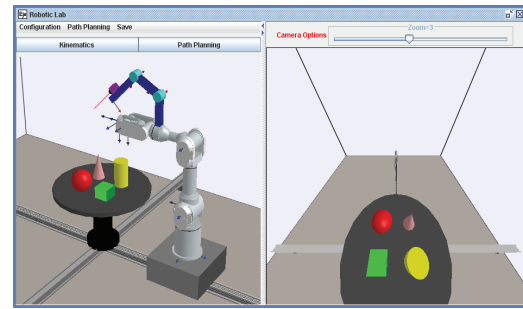 Robotic Lab
Configuration Path Planning Save
Kinematics Path Planning
Camera Options
Zoom=3